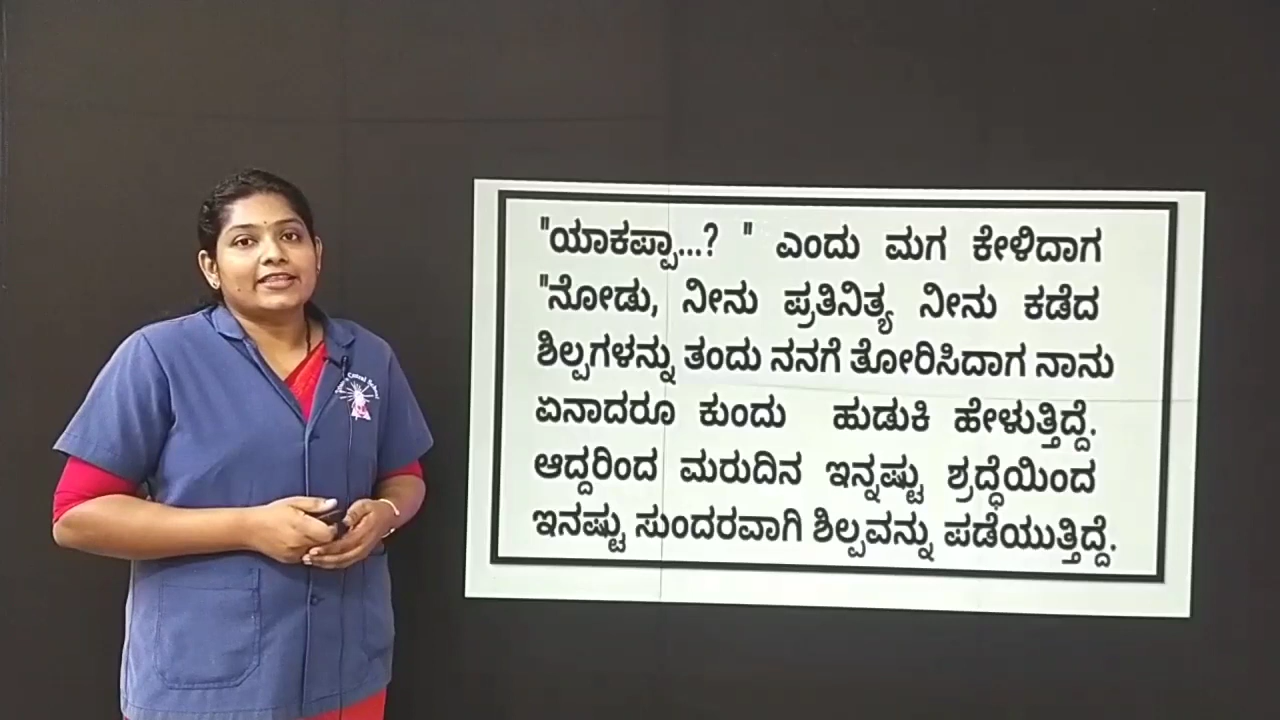 "ಯಾಕಪ್ಪಾ...? " ಎಂದು ಮಗ ಕೇಳಿದಾಗ
"ನೋಡು, ನೀನು ಪ್ರತಿನಿತ್ಯ ನೀನು ಕಡೆದ
ಶಿಲ್ಪಗಳನ್ನು ತಂದು ನನಗೆ ತೋರಿಸಿದಾಗ ನಾನು
ಏನಾದರೂ ಕುಂದು ಹುಡುಕಿ ಹೇಳುತ್ತಿದ್ದೆ.
ಆದ್ದರಿಂದ ಮರುದಿನ ಇನ್ನಷ್ಟು ಶ್ರದ್ಧೆಯಿಂದ
ಇನಷ್ಟು ಸುಂದರವಾಗಿ ಶಿಲ್ಪವನ್ನು ಪಡೆಯುತ್ತಿದ್ದೆ.